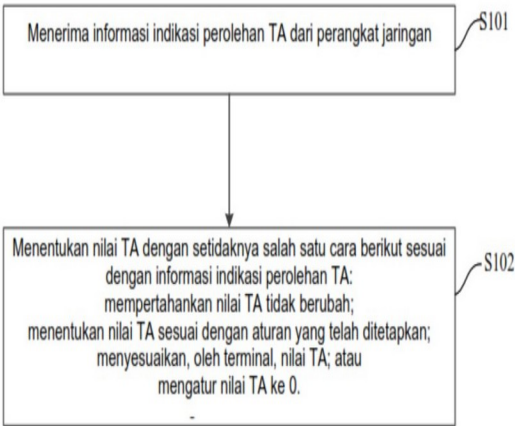 Menerima informasi indikasi perolehan TA dari perangkat jaringan
S101
Menentukan nilai TA dengan setidaknya salah satu cara berikut sesuai
dengan informasi indikasi perolehan TA:
mempertahankan nilai TA tidak berubah;
menentukan nilai TA sesuai dengan aturan yang telah ditetapkan;
menyesuaikan, oleh terminal, nilai TA; atau
mengatur nilai TA ke 0.
S102